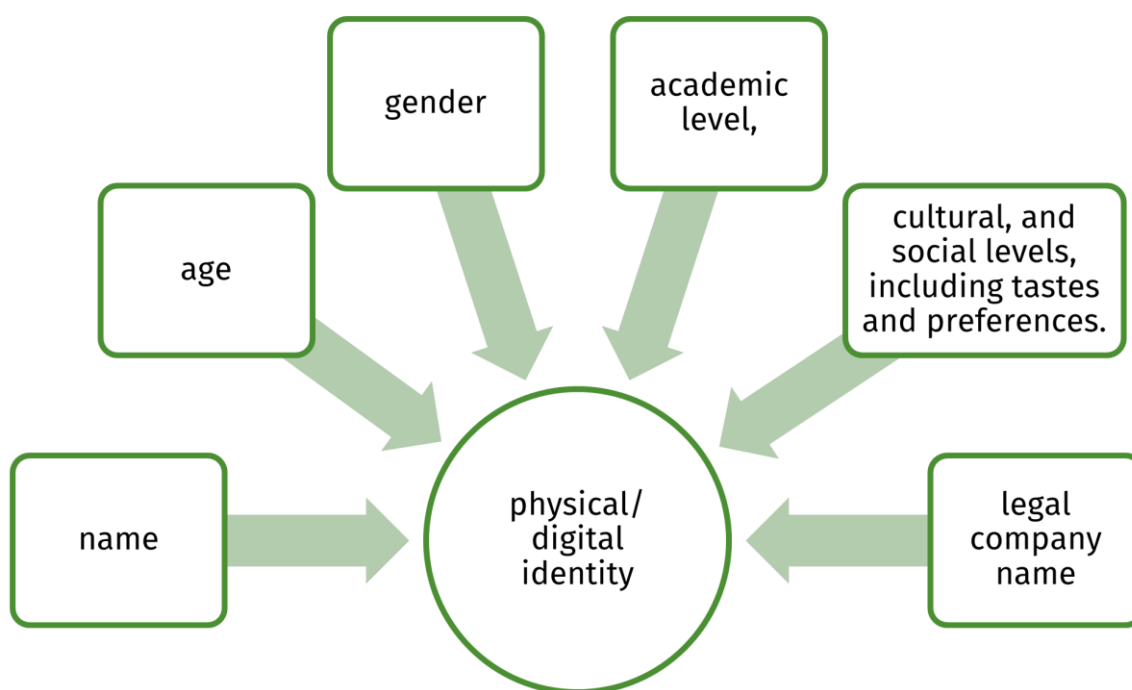 gender
academic
level,
age
cultural, and
social levels,
including tastes
and preferences.
name
physical/
digital
identity
legal
company
name